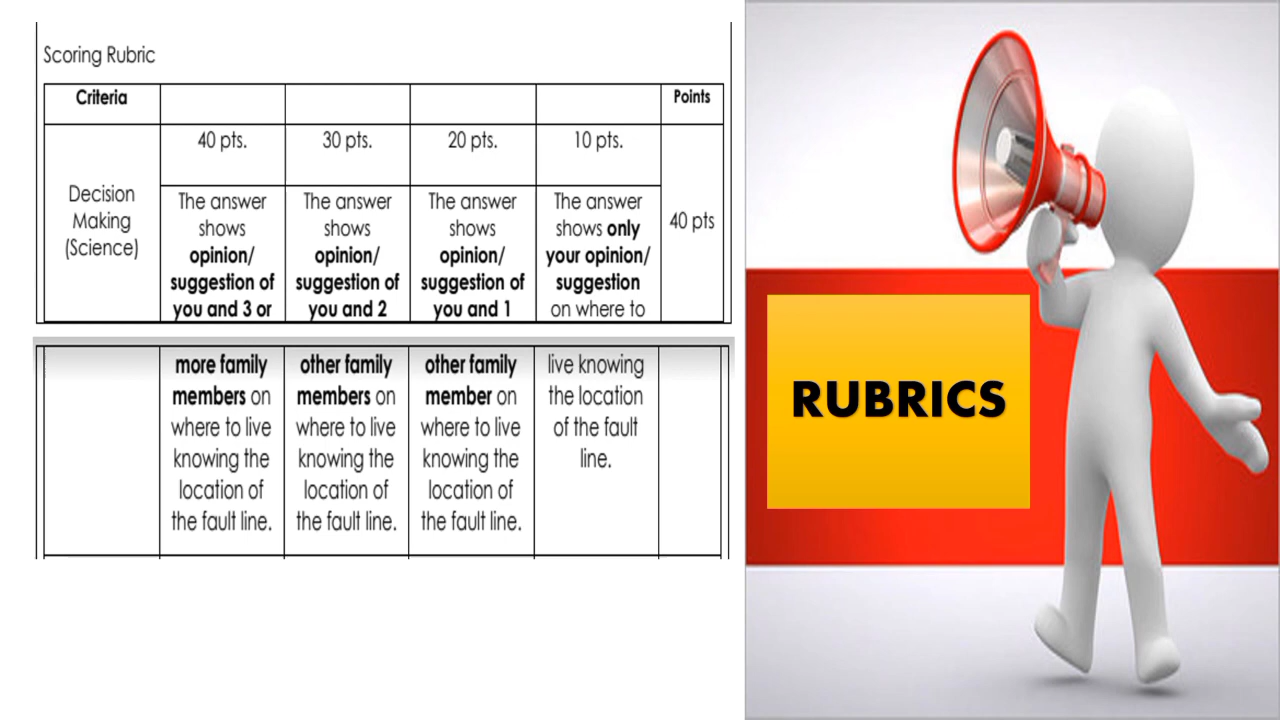 Scoring Rubric
Criteria
Points
40 pts.
30 pts.
20 pts.
10 pts.
Decision
Making
(Science)
The answer
shows
opinion/
suggestion of
you and 3 or
more family
members on
where to live
knowing the
location of
the fault line.
The answer
shows
opinion/
suggestion of
you and 2
other family
members on
where to live
knowing the
location of
the fault line.
The answer
shows
opinion/
suggestion of
you and 1
other family
member on
where to live
knowing the
location of
the fault line.
The answer
shows only
your opinion/
suggestion
on where to
live knowing
the location
of the fault
line.
40 pts
RUBRICS